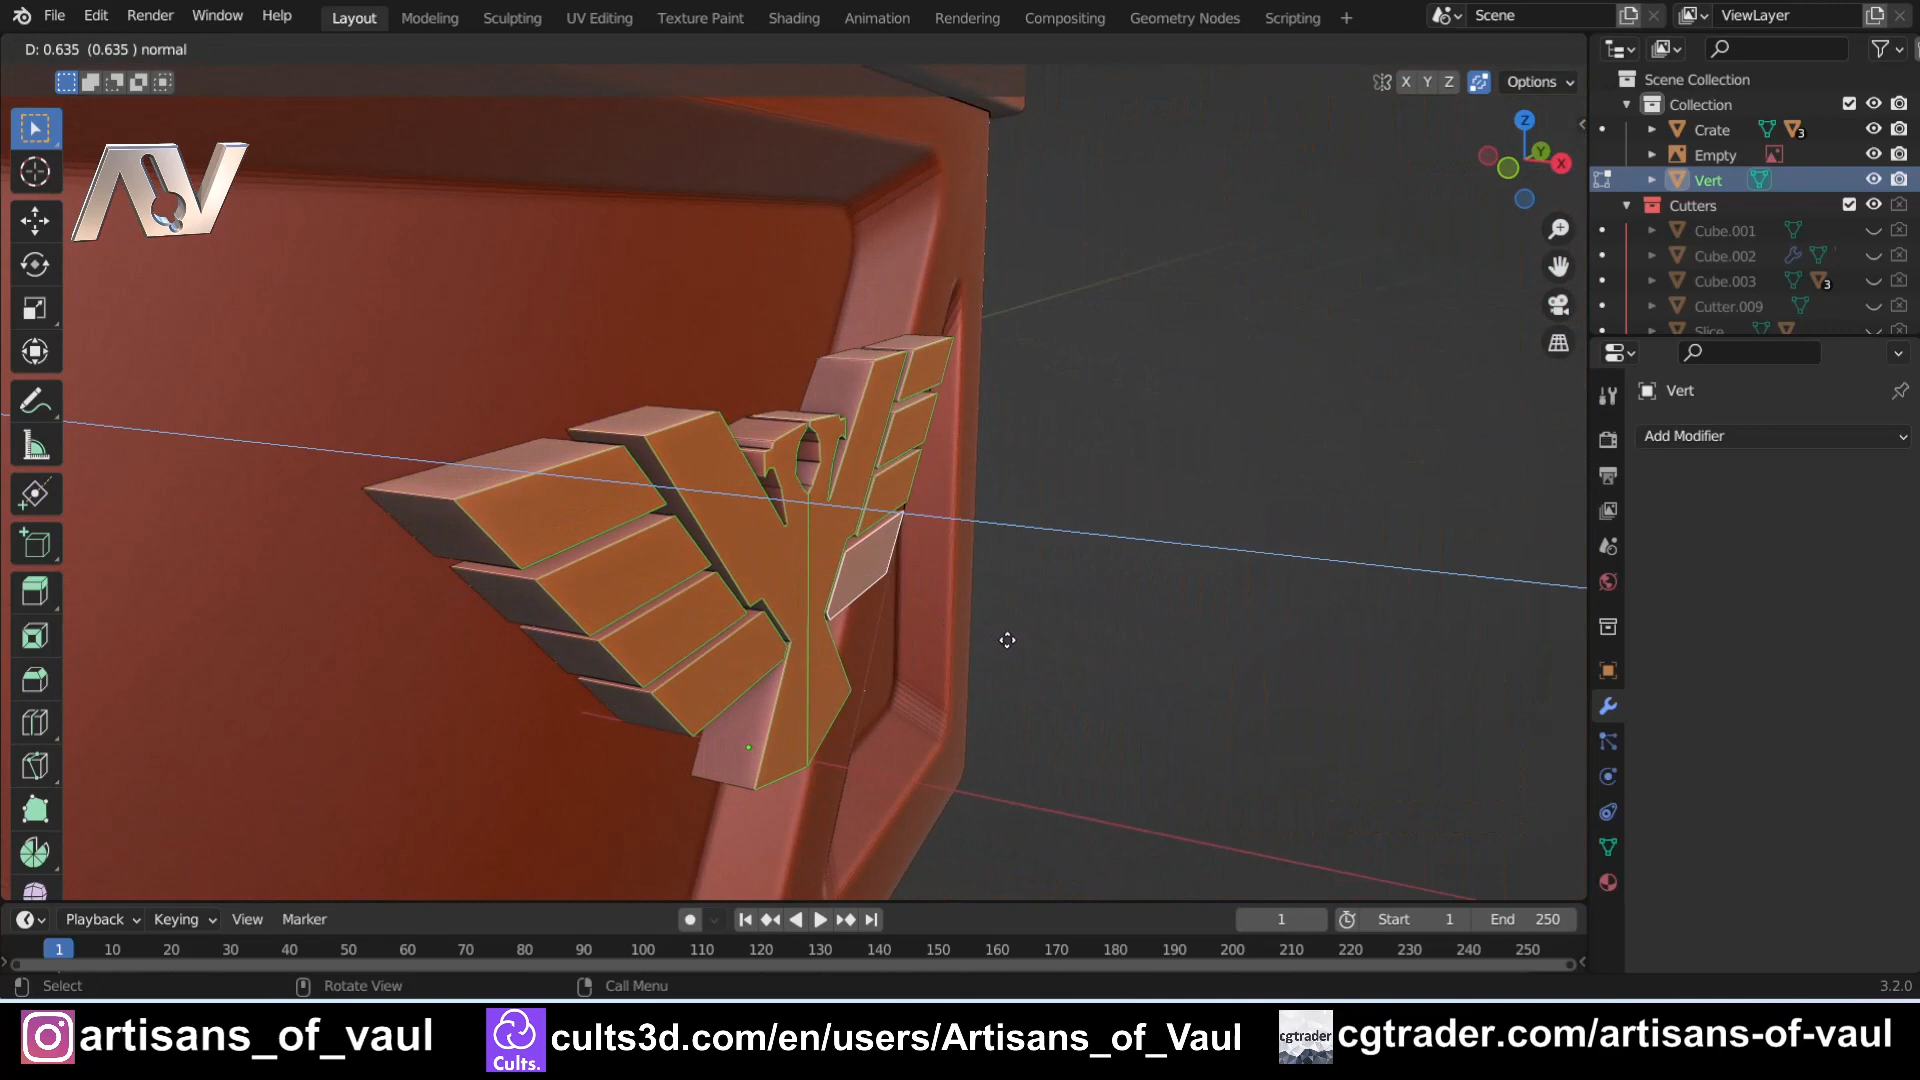 File Edit Render Window Help Layout Modeling Sculpting UV Editing Texture Paint Shading Animation Rendering Compositing Geometry Nodes Scripting + Scene ViewLayer
D: 0.635 (0.635 ) normal
X Y Z Options
Scene Collection
Collection
Crate 3
Empty
Vert
Cutters
Cube.001
Cube.002
Cube.003 3
Cutter.009
Slice
Z
Y
X
AV
Vert
Add Modifier
Playback Keying View Marker 1 Start 1 End 250
1 10 20 30 40 50 60 70 80 90 100 110 120 130 140 150 160 170 180 190 200 210 220 230 240 250
Select Rotate View Call Menu 3.2.0
artisans_of_vaul Cults. cults3d.com/en/users/Artisans_of_Vaul cgtrader cgtrader.com/artisans-of-vaul